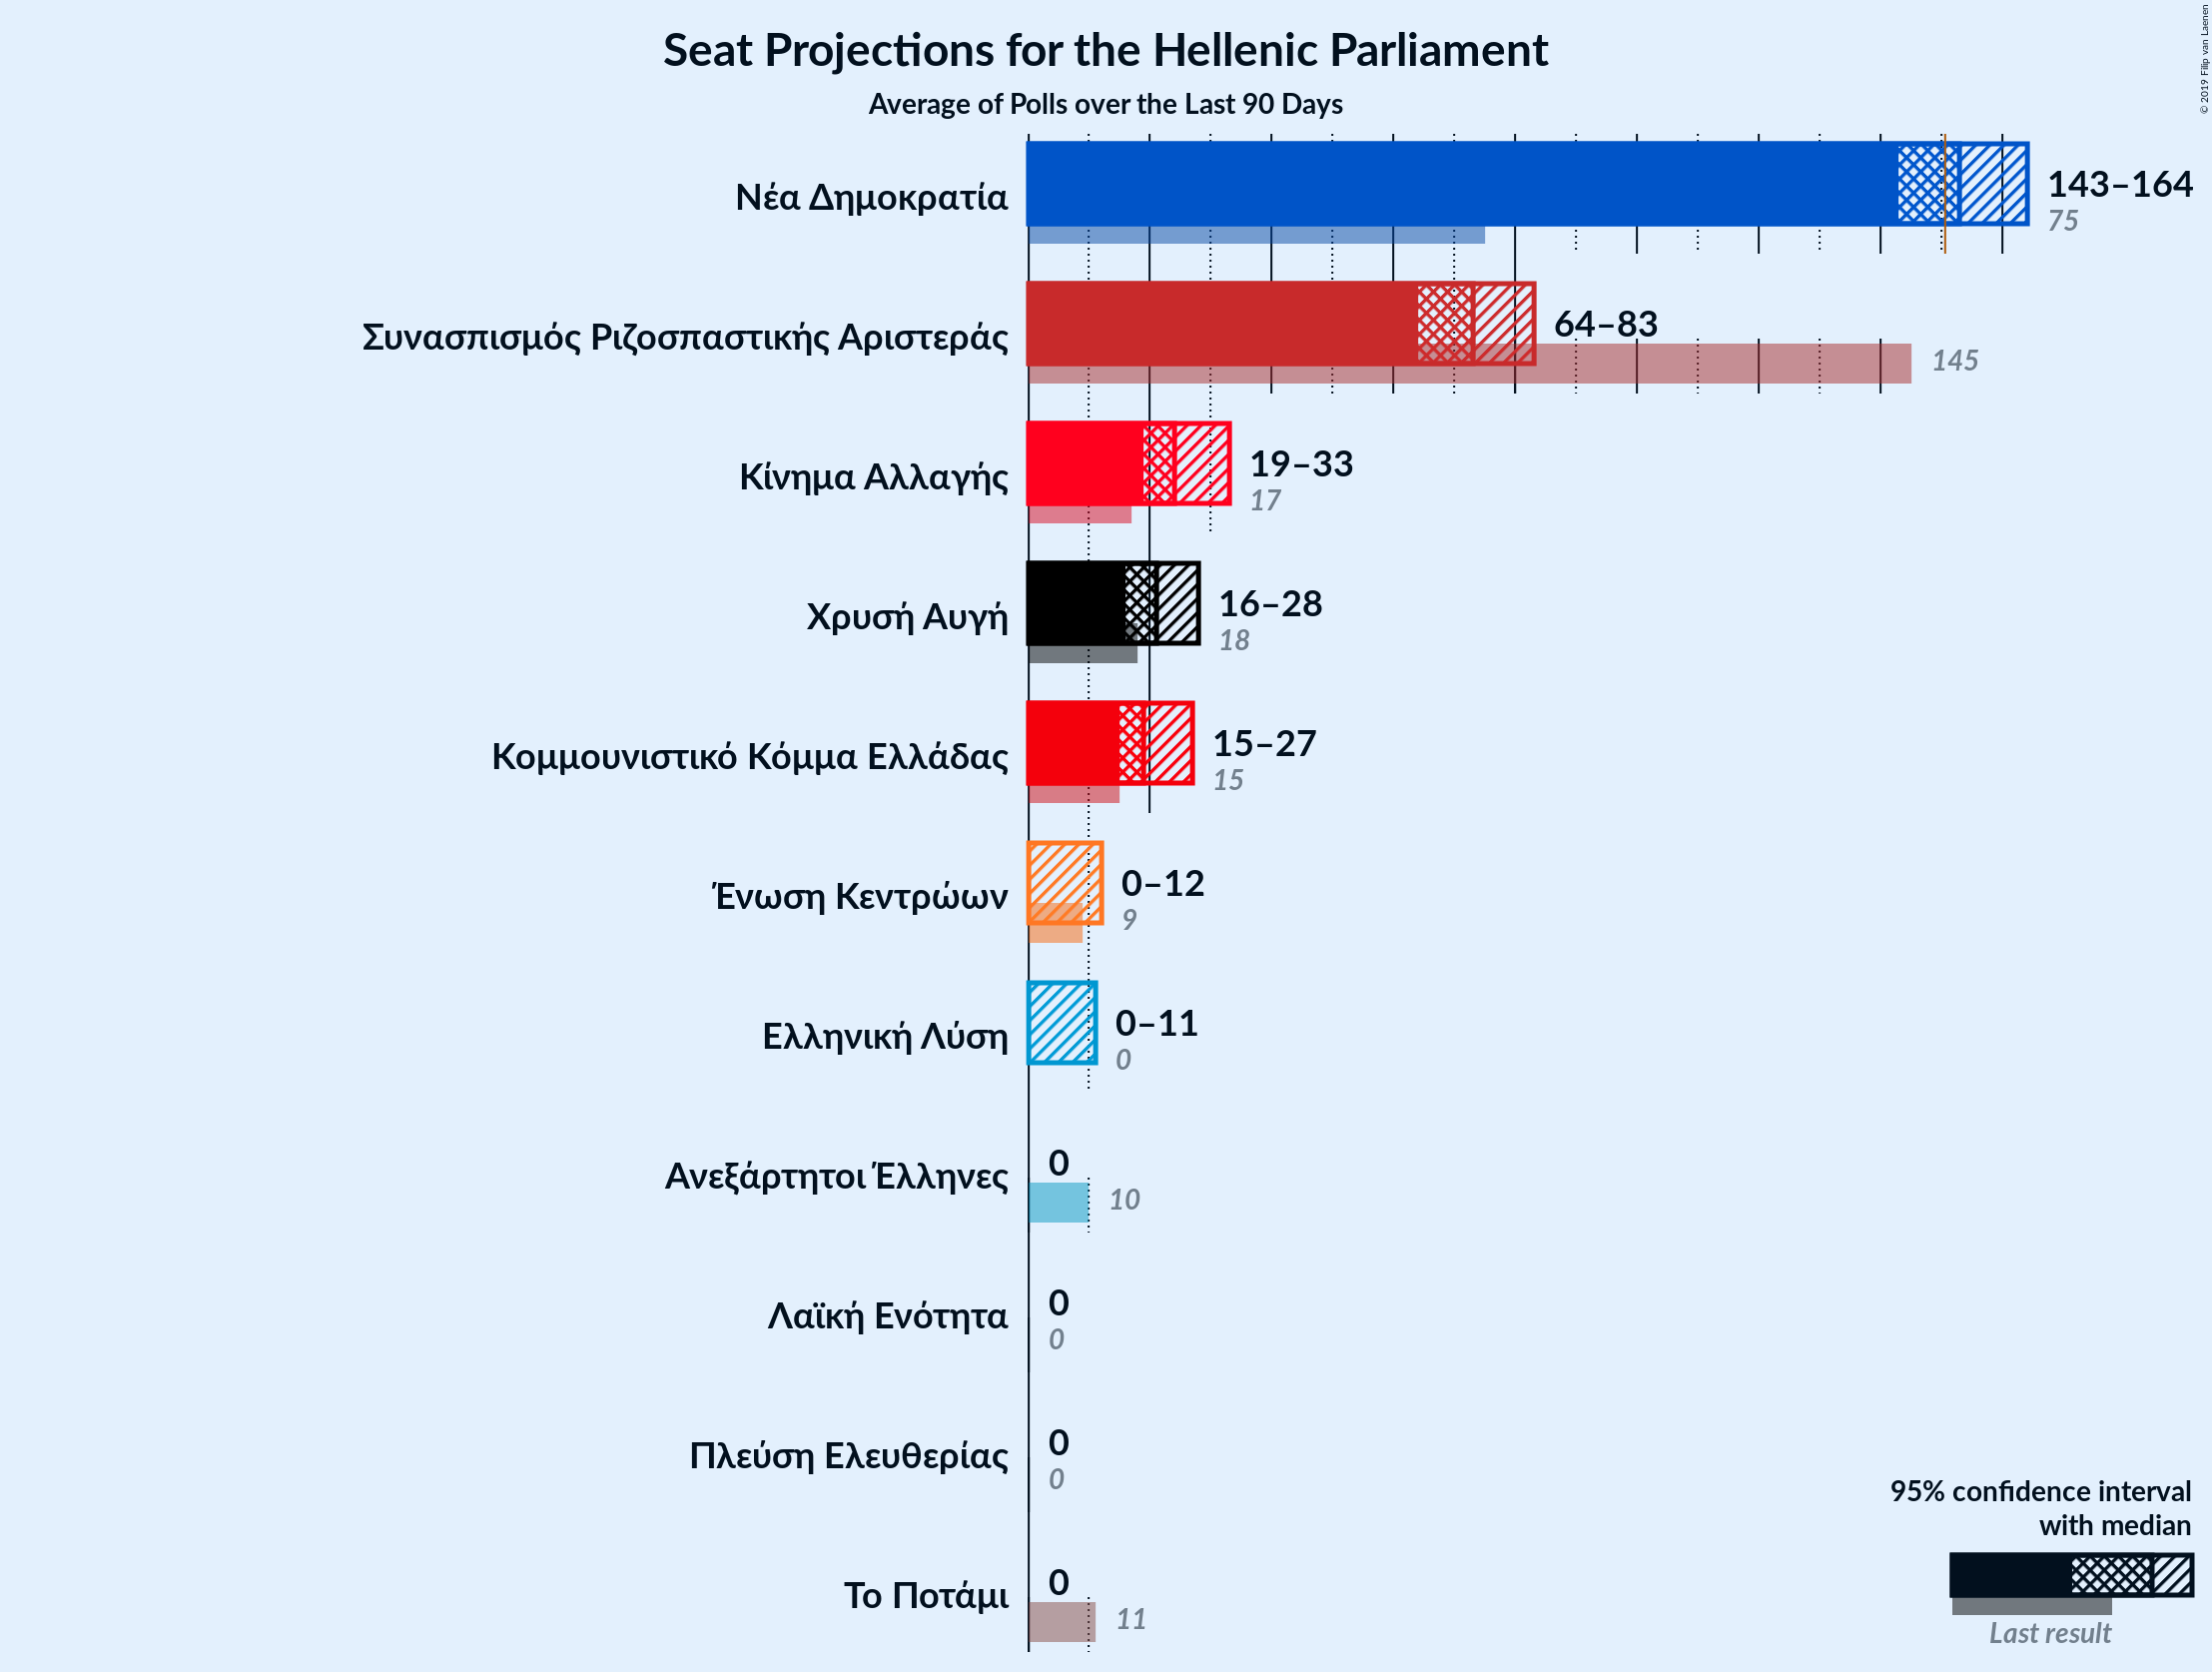 Seat Projections for the Hellenic Parliament
Average of Polls over the Last 90 Days
© 2019 Filip van Laenen
Νέα Δημοκρατία
143–164
75
Συνασπισμός Ριζοσπαστικής Αριστεράς
64–83
145
Κίνημα Αλλαγής
19–33
17
Χρυσή Αυγή
16–28
18
Κομμουνιστικό Κόμμα Ελλάδας
15–27
15
Ένωση Κεντρώων
0–12
9
Ελληνική Λύση
0–11
0
Ανεξάρτητοι Έλληνες
0
10
Λαϊκή Ενότητα
0
0
Πλεύση Ελευθερίας
0
0
Το Ποτάμι
0
11
95% confidence interval
with median
Last result